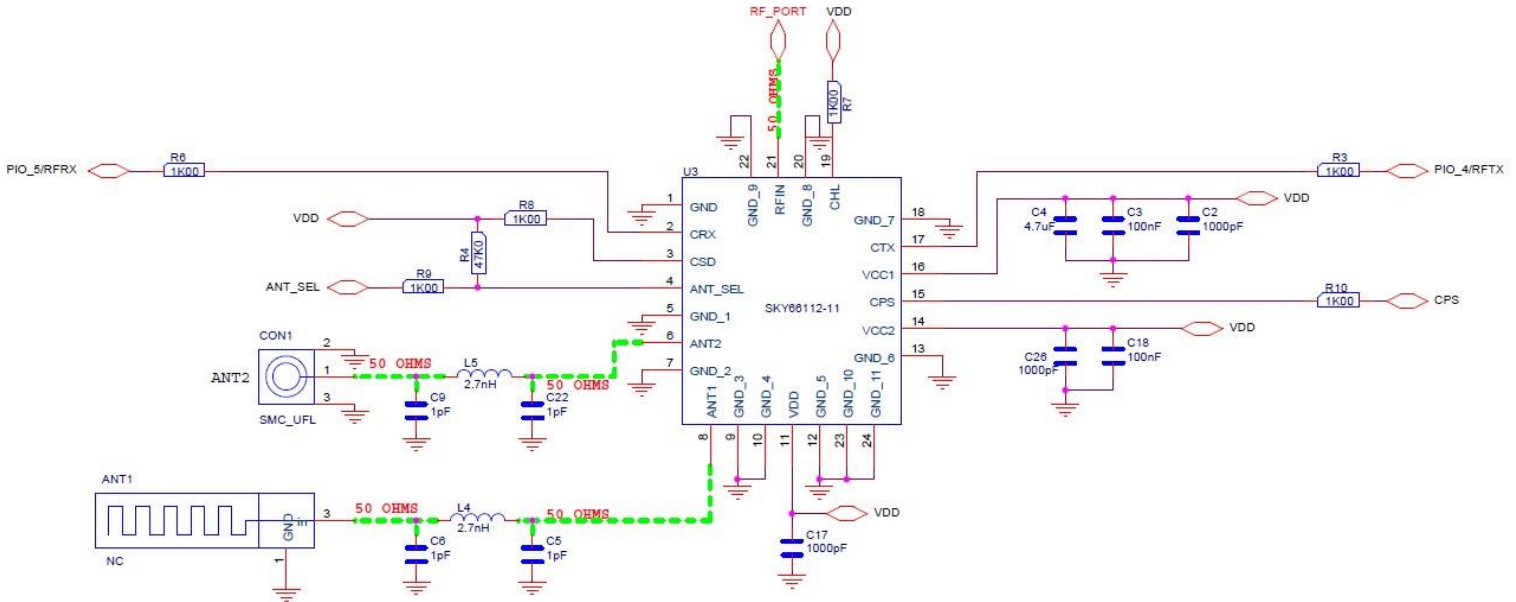 RF_PORT
VDD
50 OHMS
1K00
R7
22
21
20
19
PIO_5/RFRX
R6
1K00
U3
GND_9
RFIN
GND_8
CHL
R3
1K00
PIO_4/RFTX
1
GND
GND_7
18
VDD
R8
1K00
2
CRX
CTX
17
C4
4.7uF
C3
100nF
C2
1000pF
VDD
R4
47K0
3
CSD
VCC1
16
ANT_SEL
R9
1K00
4
ANT_SEL
CPS
15
R10
1K00
CPS
SKY66112-11
5
GND_1
VCC2
14
VDD
CON1
6
ANT2
GND_6
13
C26
1000pF
C18
100nF
ANT2
2
1
3
50 OHMS
L5
2.7nH
50 OHMS
7
GND_2
SMC_UFL
C9
1pF
C22
1pF
ANT1
GND_3
GND_4
VDD
GND_5
GND_10
GND_11
8
9
10
11
12
23
24
ANT1
GND
in
3
50 OHMS
L4
2.7nH
50 OHMS
VDD
NC
1
C6
1pF
C5
1pF
C17
1000pF